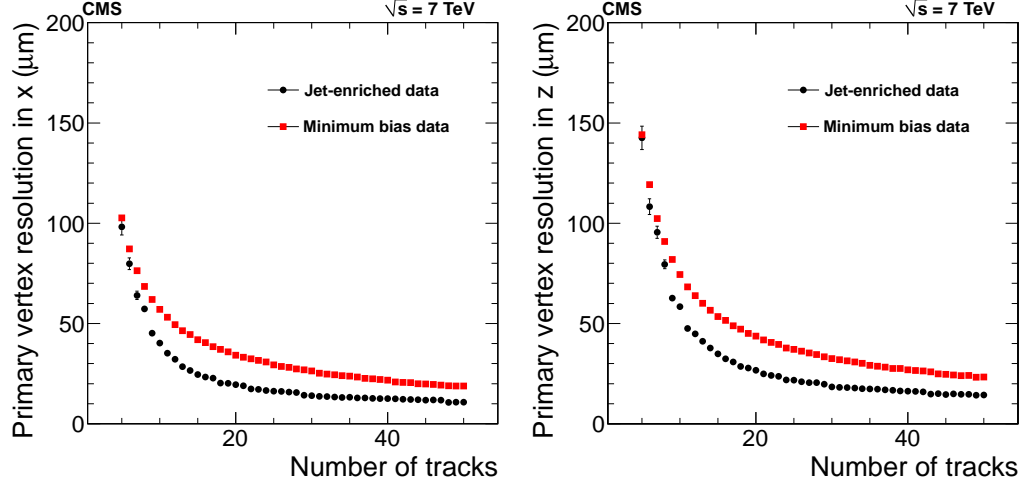 CMS √s = 7 TeV
Primary vertex resolution in x (μm)
200
150
100
50
0
Jet-enriched data
Minimum bias data
20 40
Number of tracks
CMS √s = 7 TeV
Primary vertex resolution in z (μm)
200
150
100
50
0
Jet-enriched data
Minimum bias data
20 40
Number of tracks